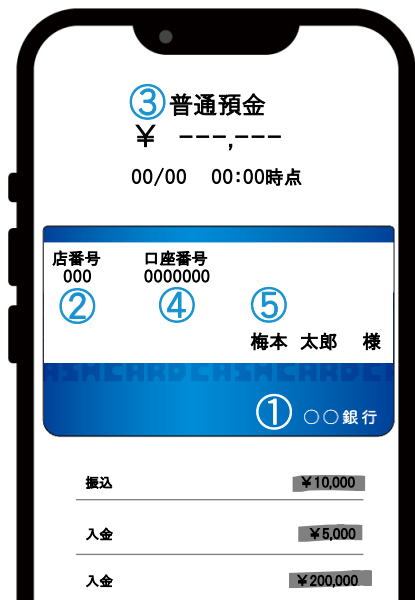 ③普通預金
¥ ---,---
00/00 00:00時点
店番号 口座番号
000 0000000
② ④ ⑤
梅本 太郎 様
CASHCARD CASHCARD C
① ○○銀行
振込 ¥10,000
入金 ¥5,000
入金 ¥200,000